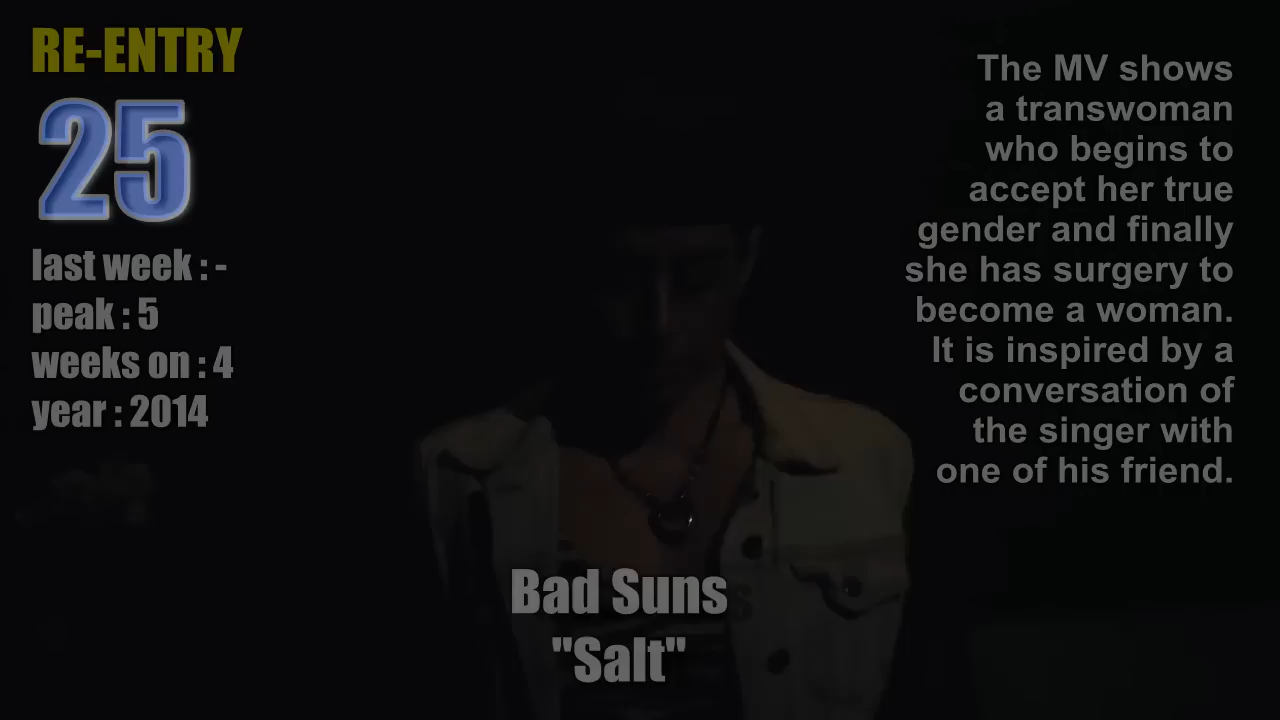 RE-ENTRY
25
last week : -
peak : 5
weeks on : 4
year : 2014
The MV shows
a transwoman
who begins to
accept her true
gender and finally
she has surgery to
become a woman.
It is inspired by a
conversation of
the singer with
one of his friend.
Bad Suns
"Salt"